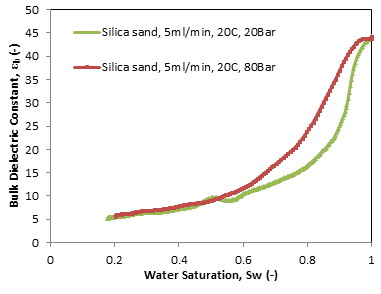 50
45
40
35
30
25
20
15
10
5
0
Bulk Dielectric Constant, εb (-)
Silica sand, 5ml/min, 20C, 20Bar
Silica sand, 5ml/min, 20C, 80Bar
0 0.2 0.4 0.6 0.8 1
Water Saturation, Sw (-)